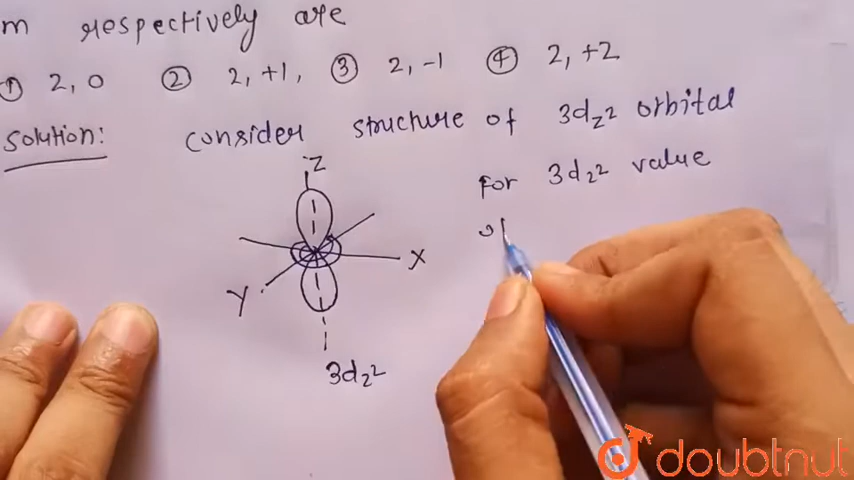 m respectively are
① 2, 0 ② 2, +1, ③ 2, -1 ④ 2, +2
Solution: consider structure of 3dz² orbital
for 3dz² value
of
Z
X
Y
3dz²
doubtnut